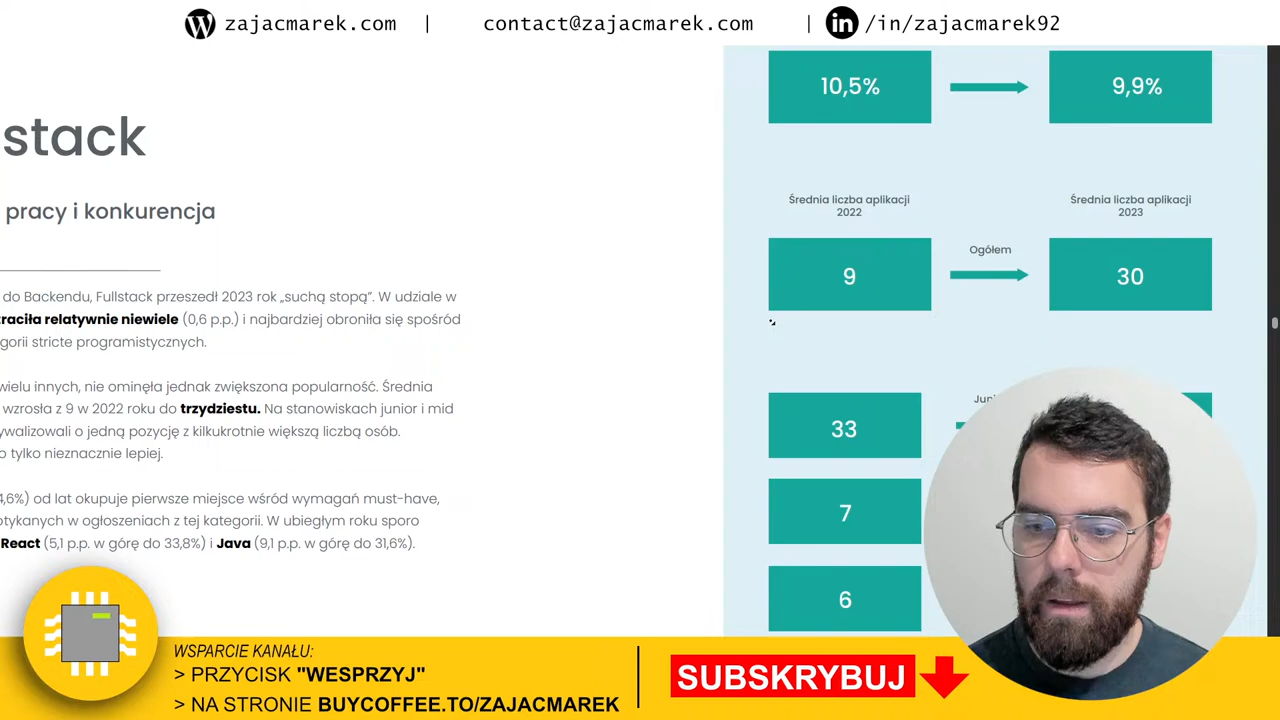 zajacmarek.com | contact@zajacmarek.com | /in/zajacmarek92
stack
pracy i konkurencja
do Backendu, Fullstack przeszedł 2023 rok „suchą stopą”. W udziale w
raciła relatywnie niewiele (0,6 p.p.) i najbardziej obroniła się spośród
gorii stricte programistycznych.
wielu innych, nie ominęła jednak zwiększona popularność. Średnia
wzrosła z 9 w 2022 roku do trzydziestu. Na stanowiskach junior i mid
ywalizowali o jedną pozycję z kilkukrotnie większą liczbą osób.
o tylko nieznacznie lepiej.
4,6%) od lat okupuje pierwsze miejsce wśród wymagań must-have,
otykanych w ogłoszeniach z tej kategorii. W ubiegłym roku sporo
React (5,1 p.p. w górę do 33,8%) i Java (9,1 p.p. w górę do 31,6%).
10,5%
9,9%
Średnia liczba aplikacji
2022
Średnia liczba aplikacji
2023
9
Ogółem
30
33
7
6
WSPARCIE KANAŁU:
> PRZYCISK "WESPRZYJ"
> NA STRONIE BUYCOFFEE.TO/ZAJACMAREK
SUBSKRYBUJ